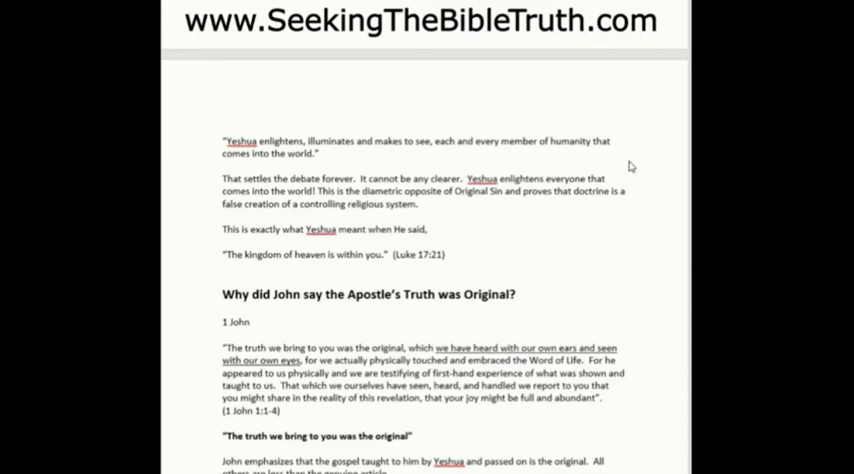 www.SeekingTheBibleTruth.com
"Yeshua enlightens, illuminates and makes to see, each and every member of humanity that
comes into the world."
That settles the debate forever.  It cannot be any clearer.  Yeshua enlightens everyone that
comes into the world! This is the diametric opposite of Original Sin and proves that doctrine is a
false creation of a controlling religious system.
This is exactly what Yeshua meant when He said,
"The kingdom of heaven is within you."  (Luke 17:21)
Why did John say the Apostle's Truth was Original?
1 John
"The truth we bring to you was the original, which we have heard with our own ears and seen
with our own eyes, for we actually physically touched and embraced the Word of Life.  For he
appeared to us physically and we are testifying of first-hand experience of what was shown and
taught to us.  That which we ourselves have seen, heard, and handled we report to you that
you might share in the reality of this revelation, that your joy might be full and abundant".
(1 John 1:1-4)
"The truth we bring to you was the original"
John emphasizes that the gospel taught to him by Yeshua and passed on is the original.  All
others are less than the genuine article.